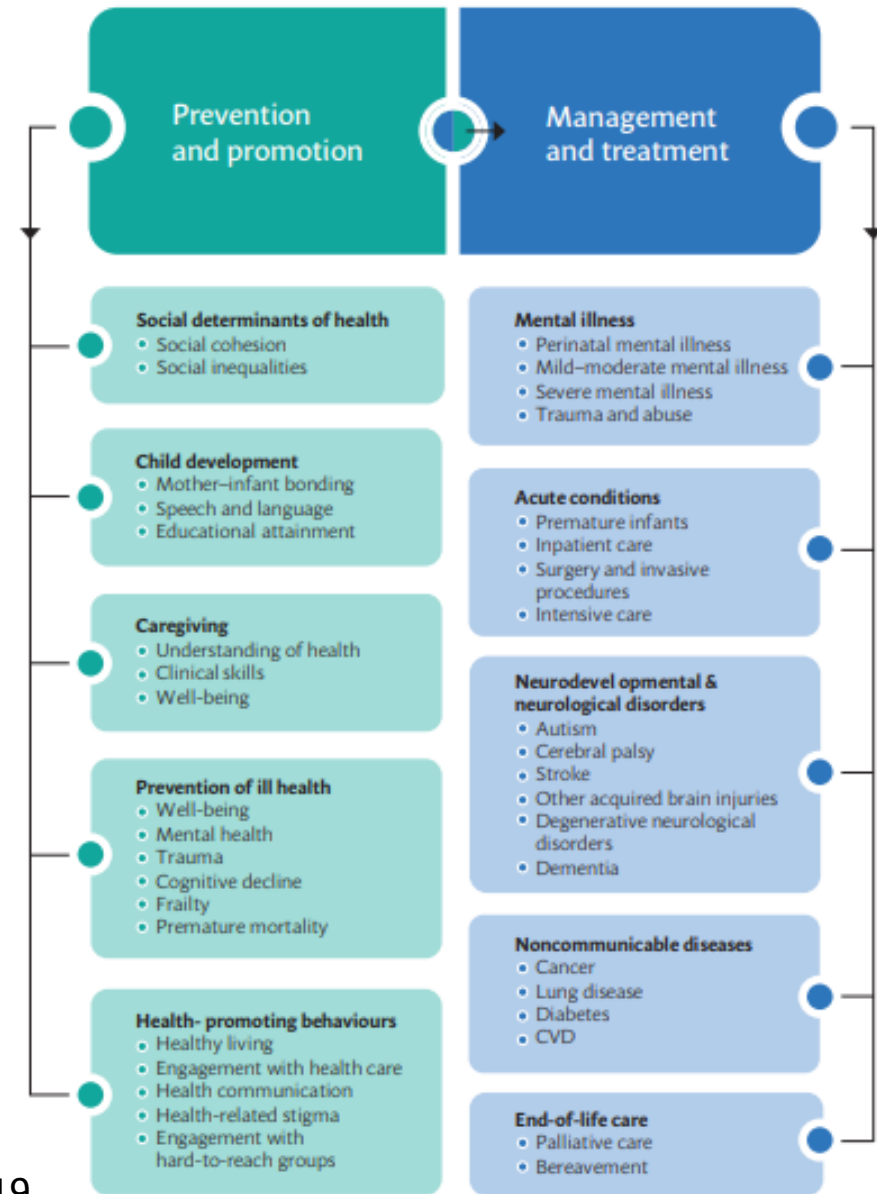 Prevention
and promotion
Management
and treatment
Social determinants of health
Social cohesion
Social inequalities
Child development
Mother–infant bonding
Speech and language
Educational attainment
Caregiving
Understanding of health
Clinical skills
Well-being
Prevention of ill health
Well-being
Mental health
Trauma
Cognitive decline
Frailty
Premature mortality
Health- promoting behaviours
Healthy living
Engagement with health care
Health communication
Health-related stigma
Engagement with
hard-to-reach groups
Mental illness
Perinatal mental illness
Mild–moderate mental illness
Severe mental illness
Trauma and abuse
Acute conditions
Premature infants
Inpatient care
Surgery and invasive
procedures
Intensive care
Neurodevel opmental &
neurological disorders
Autism
Cerebral palsy
Stroke
Other acquired brain injuries
Degenerative neurological
disorders
Dementia
Noncommunicable diseases
Cancer
Lung disease
Diabetes
CVD
End-of-life care
Palliative care
Bereavement